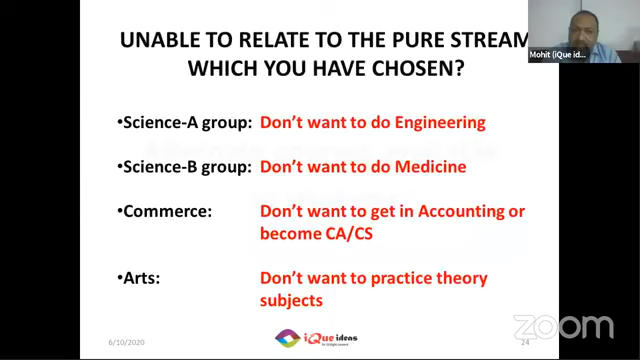 UNABLE TO RELATE TO THE PURE STREAM
WHICH YOU HAVE CHOSEN?
Mohit (iQue id...
•Science-A group: Don't want to do Engineering
•Science-B group: Don't want to do Medicine
•Commerce: Don't want to get in Accounting or
become CA/CS
•Arts: Don't want to practice theory
subjects
6/10/2020
iQue ideas
24
zoom